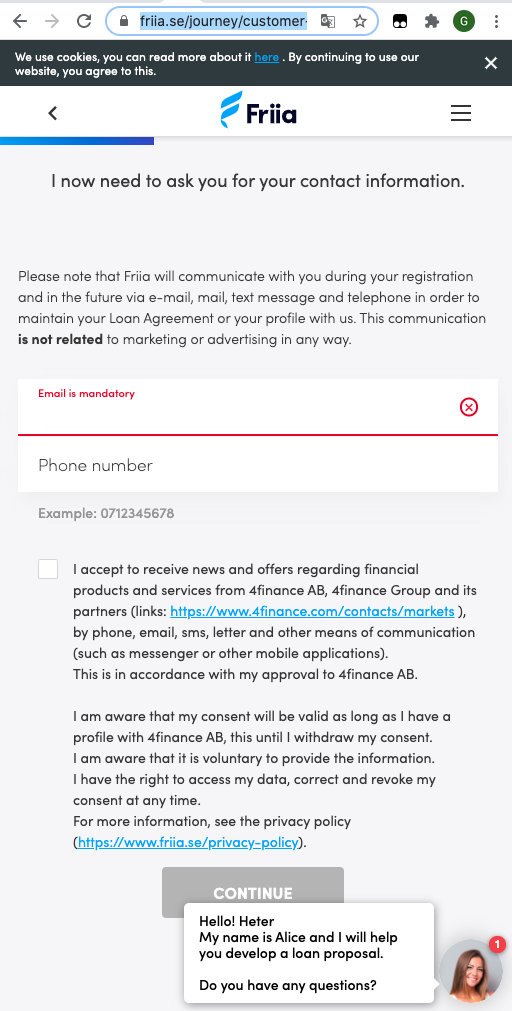 friia.se/journey/customer-
G
We use cookies, you can read more about it here . By continuing to use our
website, you agree to this.
Friia
I now need to ask you for your contact information.
Please note that Friia will communicate with you during your registration
and in the future via e-mail, mail, text message and telephone in order to
maintain your Loan Agreement or your profile with us. This communication
is not related to marketing or advertising in any way.
Email is mandatory
Phone number
Example: 0712345678
I accept to receive news and offers regarding financial
products and services from 4finance AB, 4finance Group and its
partners (links: https://www.4finance.com/contacts/markets ),
by phone, email, sms, letter and other means of communication
(such as messenger or other mobile applications).
This is in accordance with my approval to 4finance AB.
I am aware that my consent will be valid as long as I have a
profile with 4finance AB, this until I withdraw my consent.
I am aware that it is voluntary to provide the information.
I have the right to access my data, correct and revoke my
consent at any time.
For more information, see the privacy policy
(https://www.friia.se/privacy-policy).
CONTINUE
Hello! Heter
My name is Alice and I will help
you develop a loan proposal.
Do you have any questions?
1